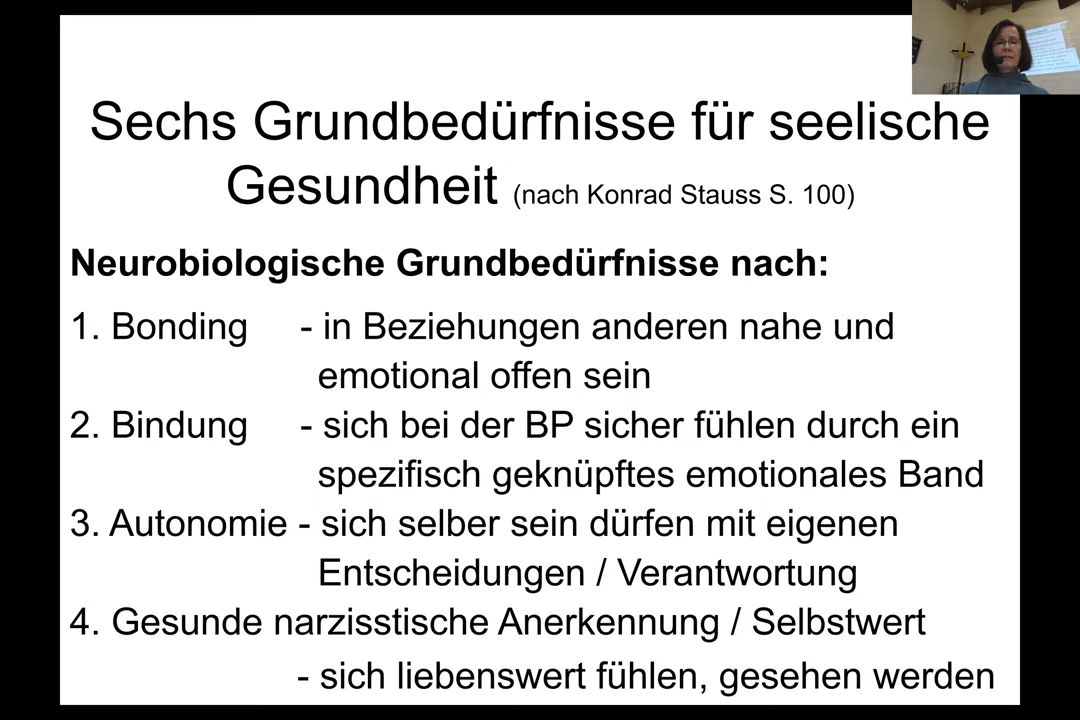 Sechs Grundbedürfnisse für seelische
Gesundheit (nach Konrad Stauss S. 100)
Neurobiologische Grundbedürfnisse nach:
1. Bonding - in Beziehungen anderen nahe und
emotional offen sein
2. Bindung - sich bei der BP sicher fühlen durch ein
spezifisch geknüpftes emotionales Band
3. Autonomie - sich selber sein dürfen mit eigenen
Entscheidungen / Verantwortung
4. Gesunde narzisstische Anerkennung / Selbstwert
- sich liebenswert fühlen, gesehen werden